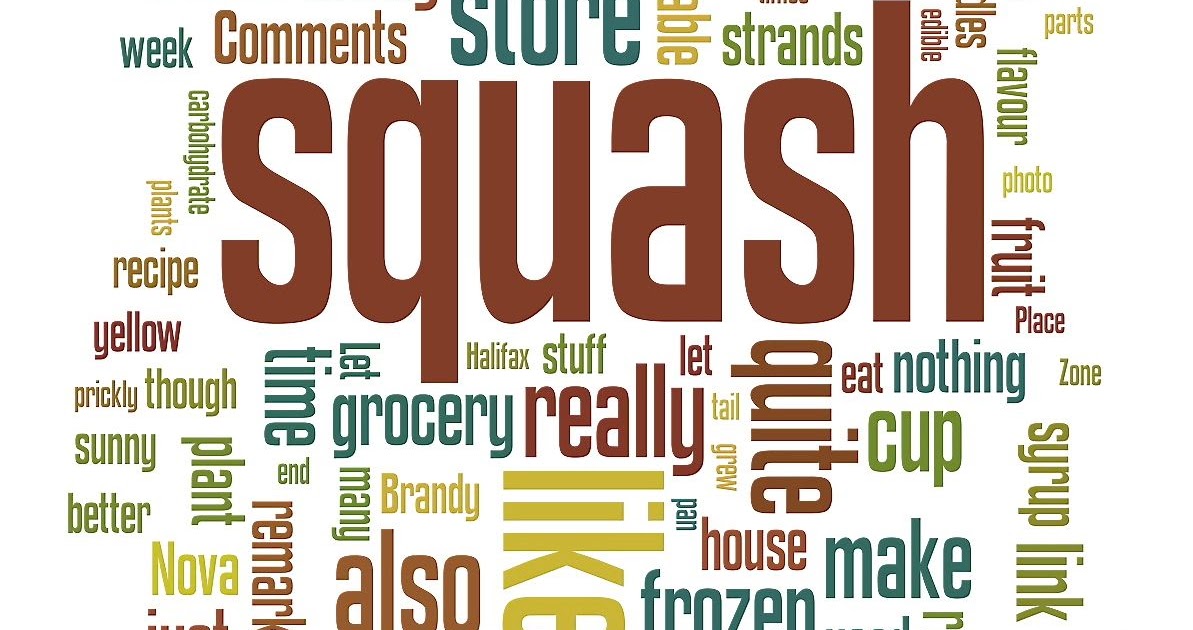 store
able
edible
week
Comments
strands
parts
flavour
squash
carbohydrate
plants
photo
recipe
fruit
yellow
Place
time
Let
Halifax
stuff
let
quite
eat
nothing
Zone
prickly
though
grocery
really
tail
cup
sunny
plant
end
many
Brandy
like
grew
syrup
better
remark
pan
house
make
Nova
also
frozen
link
just